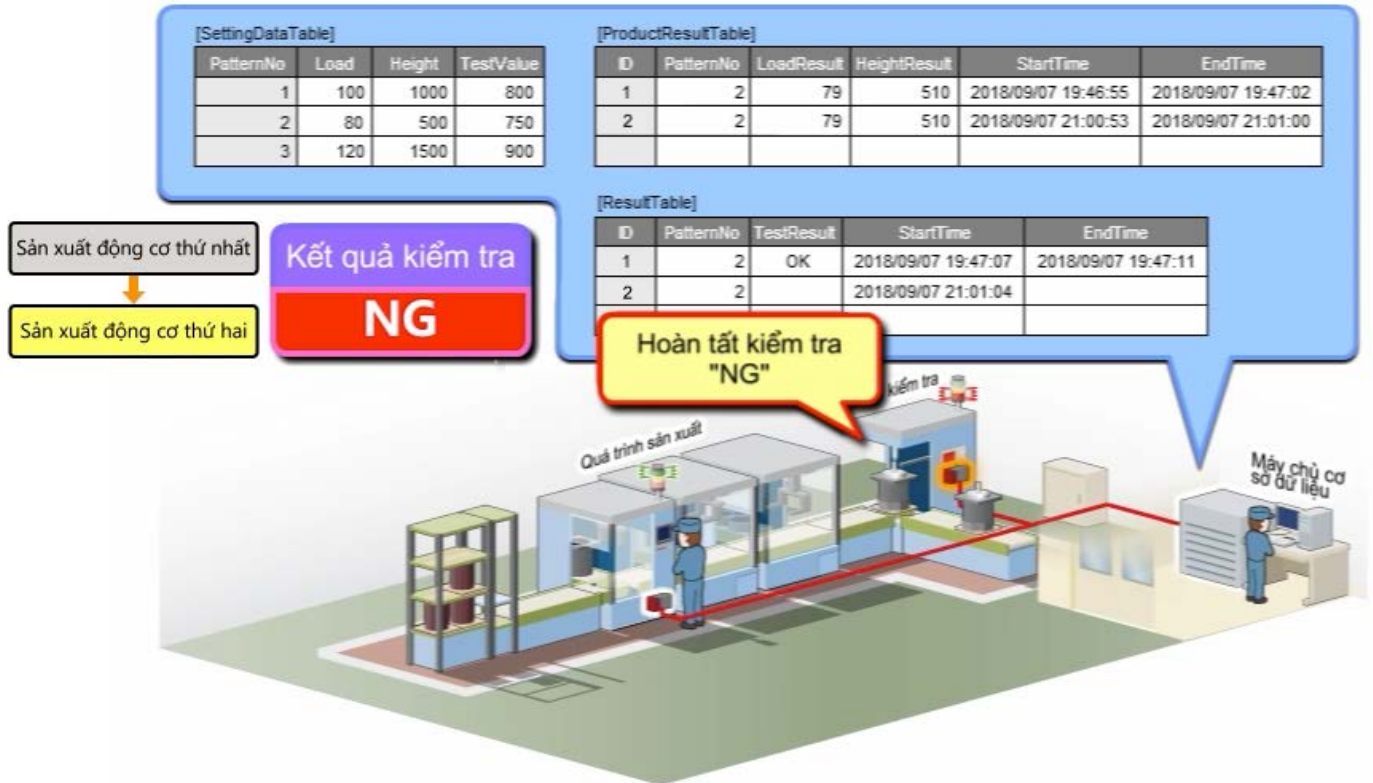 [SettingDataTable]
PatternNo Load Height TestValue
1 100 1000 800
2 80 500 750
3 120 1500 900
[ProductResultTable]
ID PatternNo LoadResult HeightResult StartTime EndTime
1 2 79 510 2018/09/07 19:46:55 2018/09/07 19:47:02
2 2 79 510 2018/09/07 21:00:53 2018/09/07 21:01:00
[ResultTable]
ID PatternNo TestResult StartTime EndTime
1 2 OK 2018/09/07 19:47:07 2018/09/07 19:47:11
2 2 2018/09/07 21:01:04
Sản xuất động cơ thứ nhất
Sản xuất động cơ thứ hai
Kết quả kiểm tra
NG
Hoàn tất kiểm tra
"NG"
kiểm tra
Quá trình sản xuất
Máy chủ cơ
sở dữ liệu